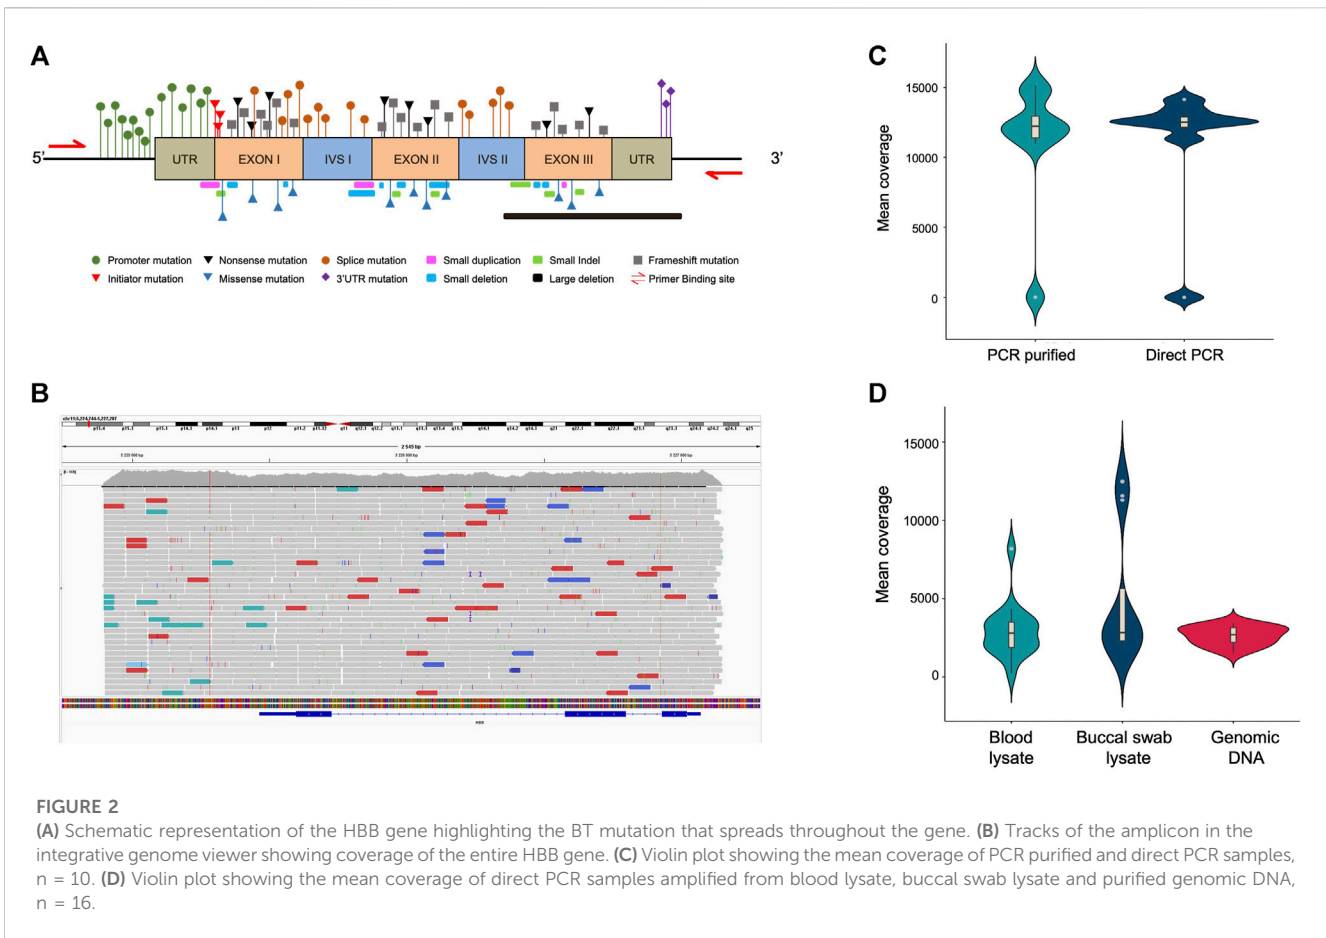 A
5'
UTR
EXON I
IVS I
EXON II
IVS II
EXON III
UTR
3'
Promoter mutation
Nonsense mutation
Splice mutation
Small duplication
Small Indel
Frameshift mutation
Initiator mutation
Missense mutation
3'UTR mutation
Small deletion
Large deletion
Primer Binding site
B
2 545 bp
HBB
C
Mean coverage
15000
10000
5000
0
PCR purified
Direct PCR
D
Mean coverage
15000
10000
5000
0
Blood
lysate
Buccal swab
lysate
Genomic
DNA
FIGURE 2
(A) Schematic representation of the HBB gene highlighting the BT mutation that spreads throughout the gene. (B) Tracks of the amplicon in the
integrative genome viewer showing coverage of the entire HBB gene. (C) Violin plot showing the mean coverage of PCR purified and direct PCR samples,
n = 10. (D) Violin plot showing the mean coverage of direct PCR samples amplified from blood lysate, buccal swab lysate and purified genomic DNA,
n = 16.